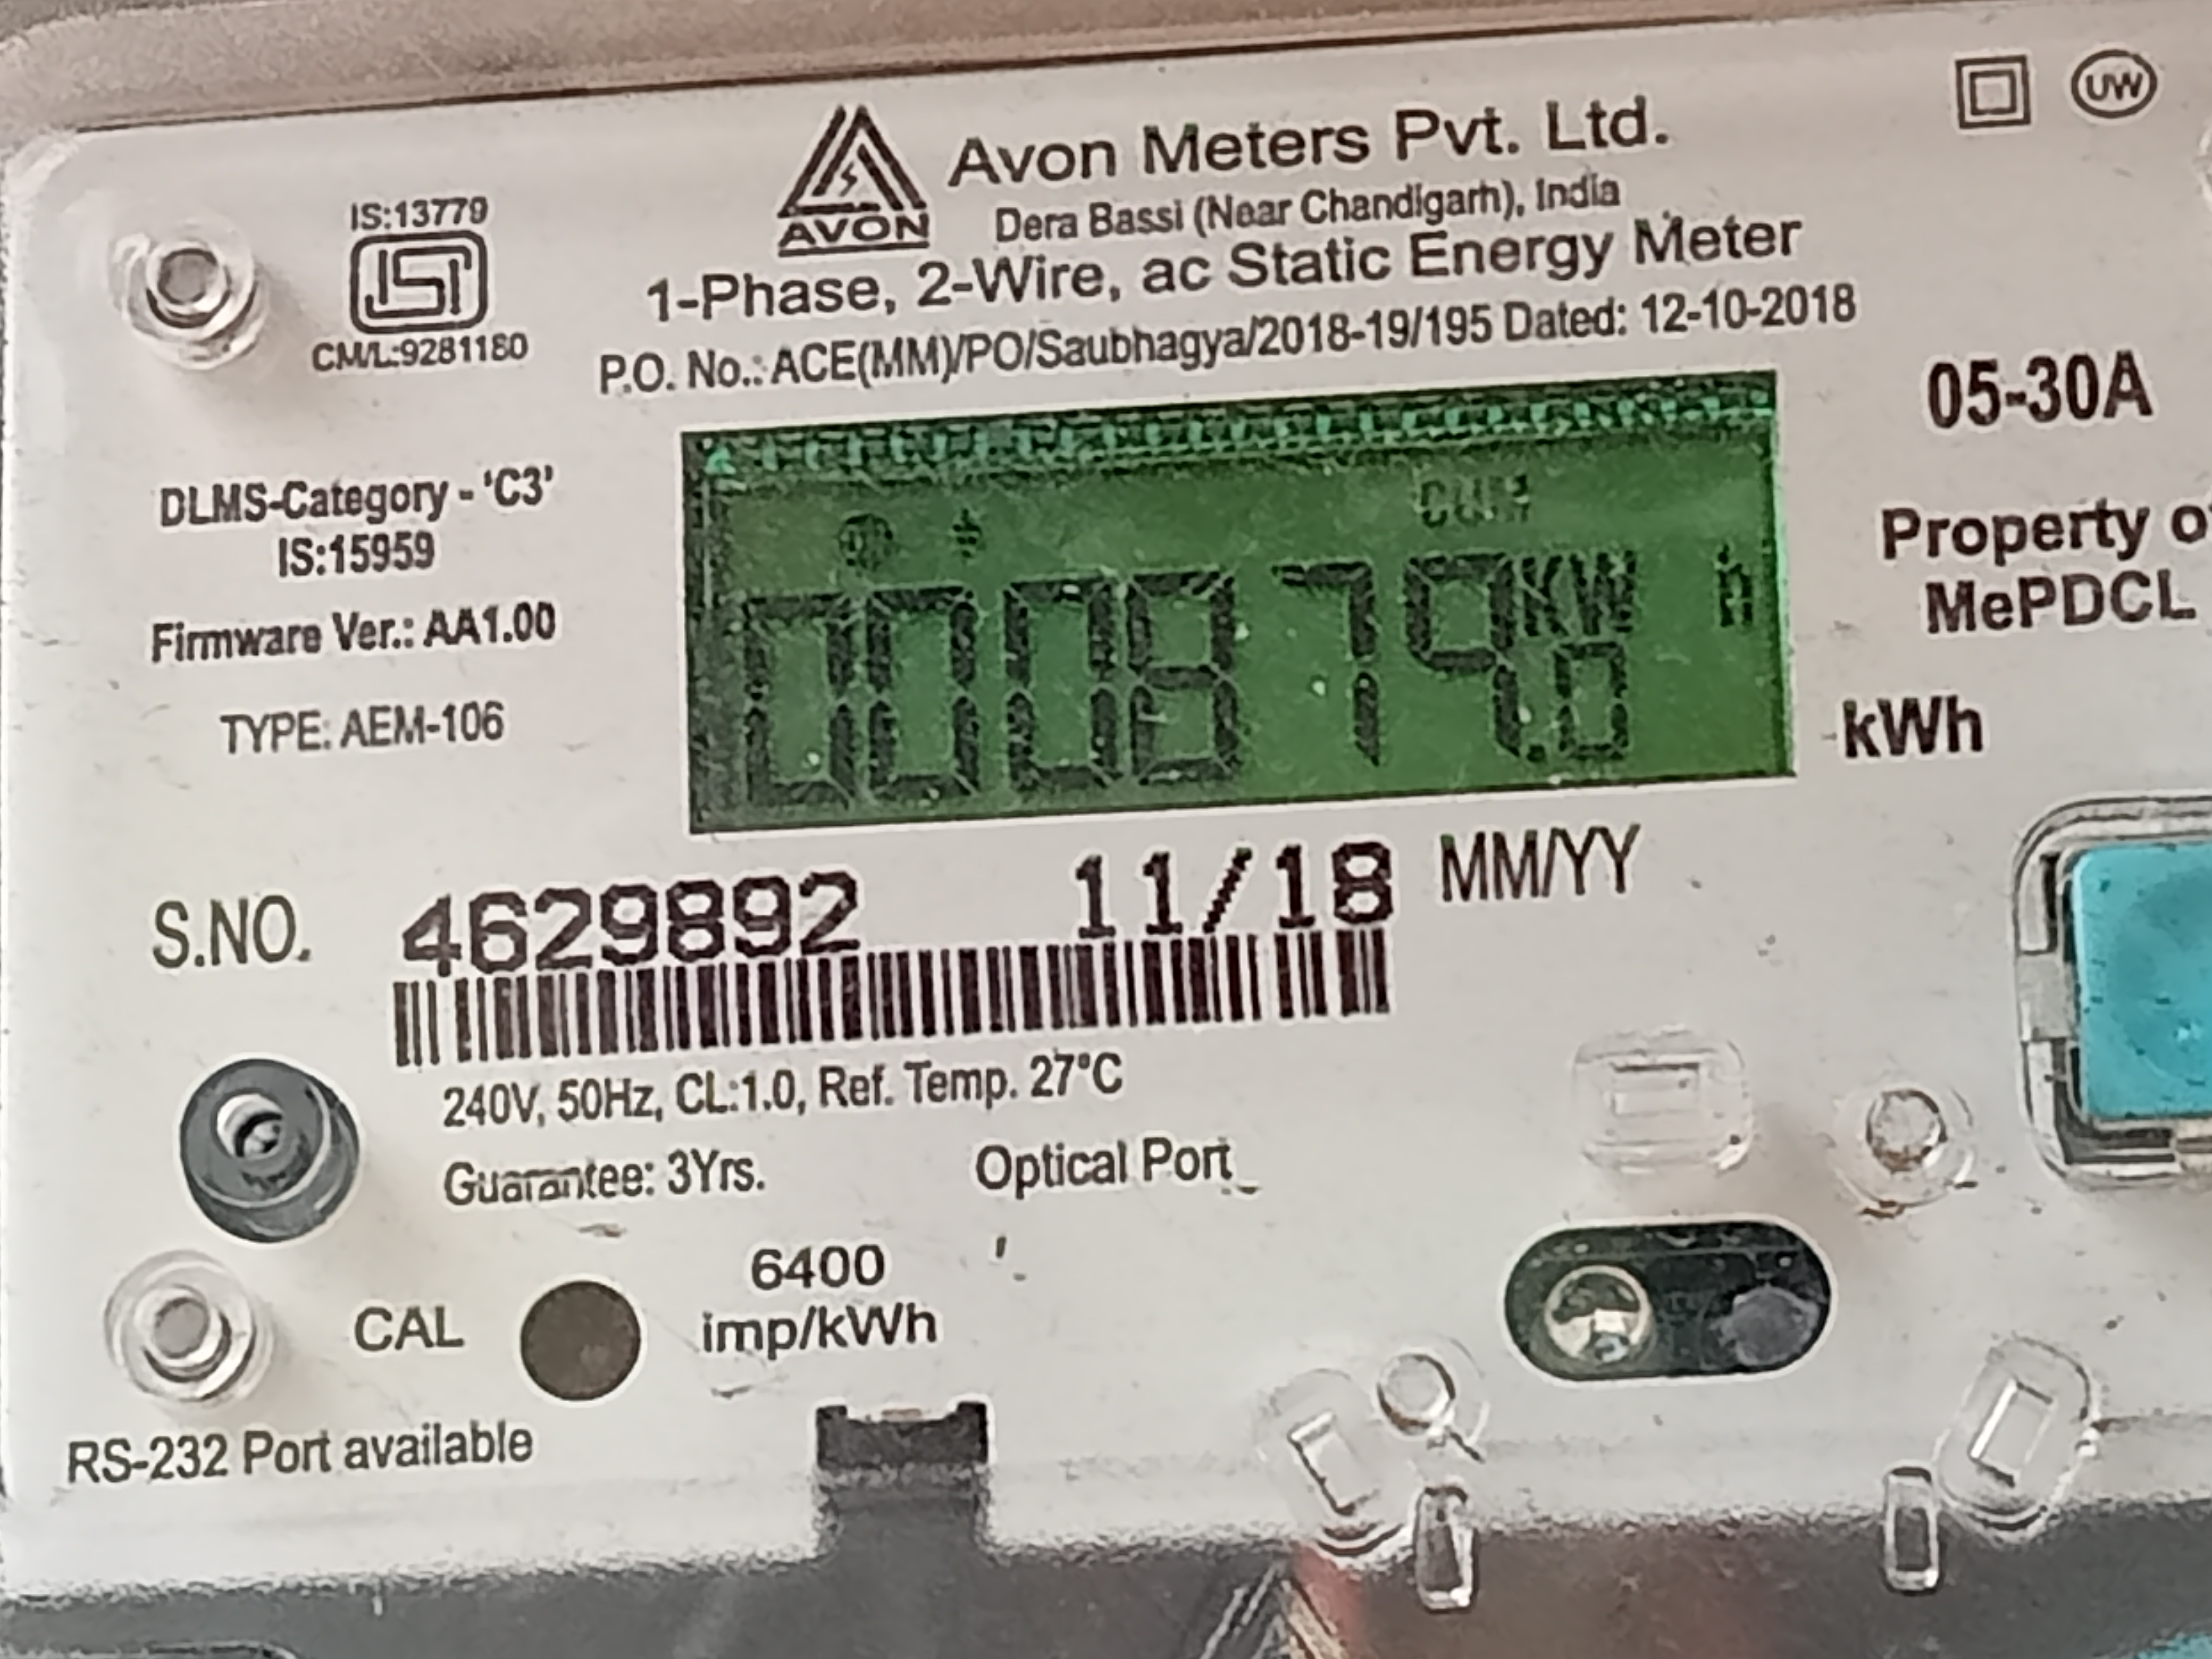 UW
AVON
Avon Meters Pvt. Ltd.
Dera Bassi (Near Chandigarh), India
1-Phase, 2-Wire, ac Static Energy Meter
P.O. No.: ACE(MM)/PO/Saubhagya/2018-19/195 Dated: 12-10-2018
IS:13779
ISI
CM/L:9281180
05-30A
DLMS-Category - 'C3'
IS:15959
Firmware Ver.: AA1.00
TYPE: AEM-106
CUM
000879.0 KW h
Property o
MePDCL
kWh
S.NO. 4629892 11/18 MM/YY
240V, 50Hz, CL:1.0, Ref. Temp. 27°C
Guarantee: 3Yrs. Optical Port
CAL 6400
imp/kWh
RS-232 Port available